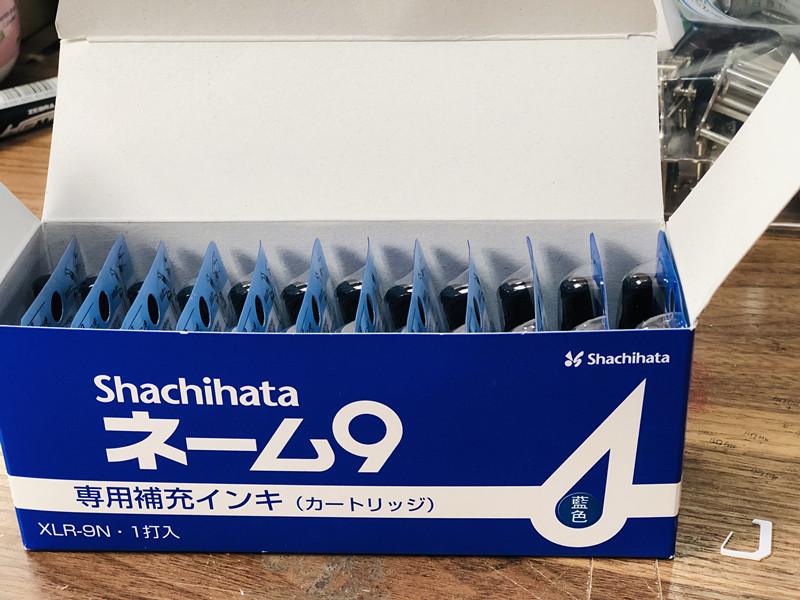 ZEBRA
Shachihata
Shachihata
ネーム9
専用補充インキ（カートリッジ）
藍色
XLR-9N・1打入